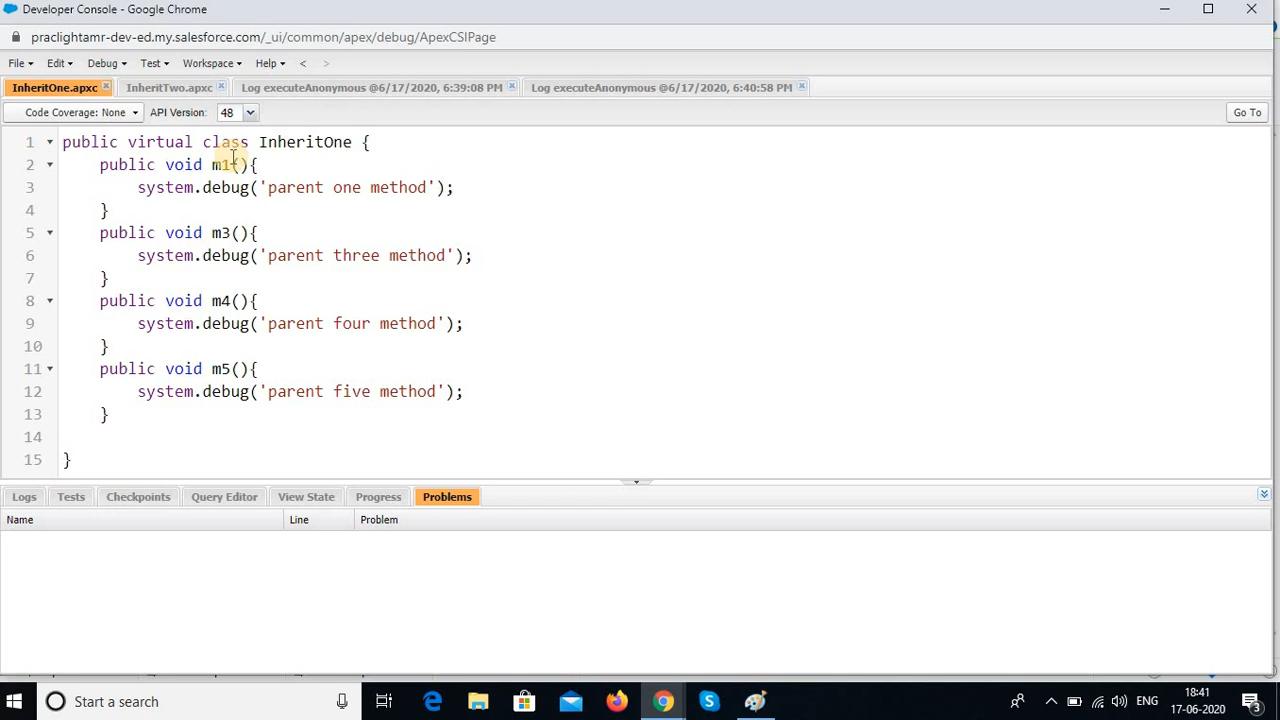 Developer Console - Google Chrome
praclightamr-dev-ed.my.salesforce.com/_ui/common/apex/debug/ApexCSIPage
File Edit Debug Test Workspace Help < >
InheritOne.apxc InheritTwo.apxc Log executeAnonymous @6/17/2020, 6:39:08 PM Log executeAnonymous @6/17/2020, 6:40:58 PM
Code Coverage: None API Version: 48 Go To
1 public virtual class InheritOne {
2 public void m1(){
3 system.debug('parent one method');
4 }
5 public void m3(){
6 system.debug('parent three method');
7 }
8 public void m4(){
9 system.debug('parent four method');
10 }
11 public void m5(){
12 system.debug('parent five method');
13 }
14
15 }
Logs Tests Checkpoints Query Editor View State Progress Problems
Name Line Problem
Start a search ENG 18:41
17-06-2020 3